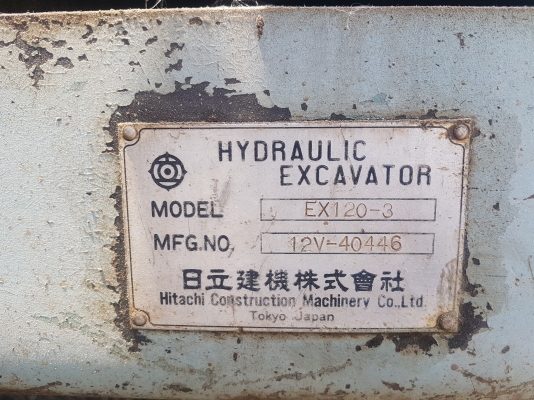 HYDRAULIC
EXCAVATOR
MODEL EX120-3
MFG.NO. 12V-40446
日立建機株式會社
Hitachi Construction Machinery Co.,Ltd.
Tokyo Japan